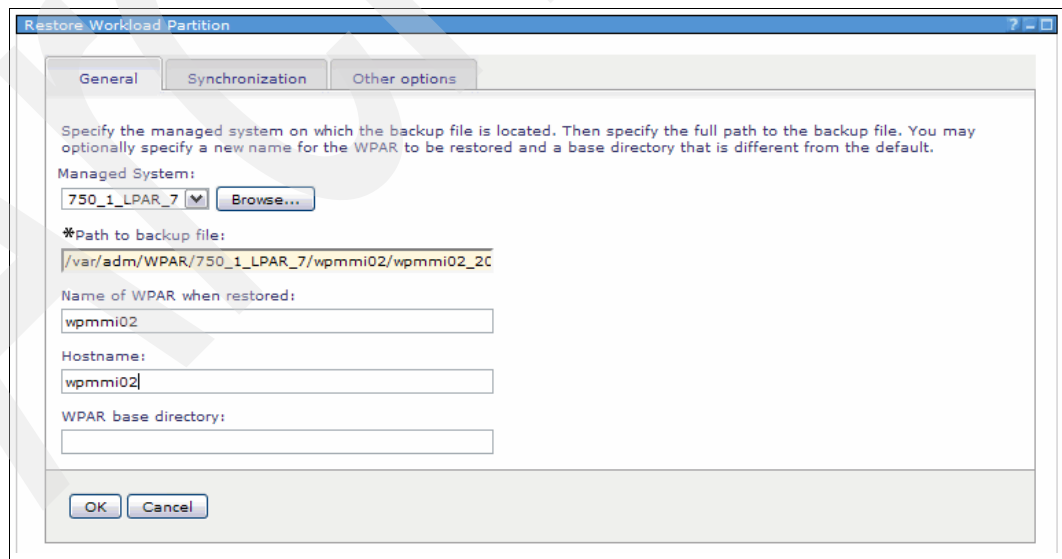 Restore Workload Partition ? – □
General Synchronization Other options
Specify the managed system on which the backup file is located. Then specify the full path to the backup file. You may
optionally specify a new name for the WPAR to be restored and a base directory that is different from the default.
Managed System:
750_1_LPAR_7 Browse...
*Path to backup file:
/var/adm/WPAR/750_1_LPAR_7/wpmmi02/wpmmi02_20
Name of WPAR when restored:
wpmmi02
Hostname:
wpmmi02
WPAR base directory:
OK Cancel